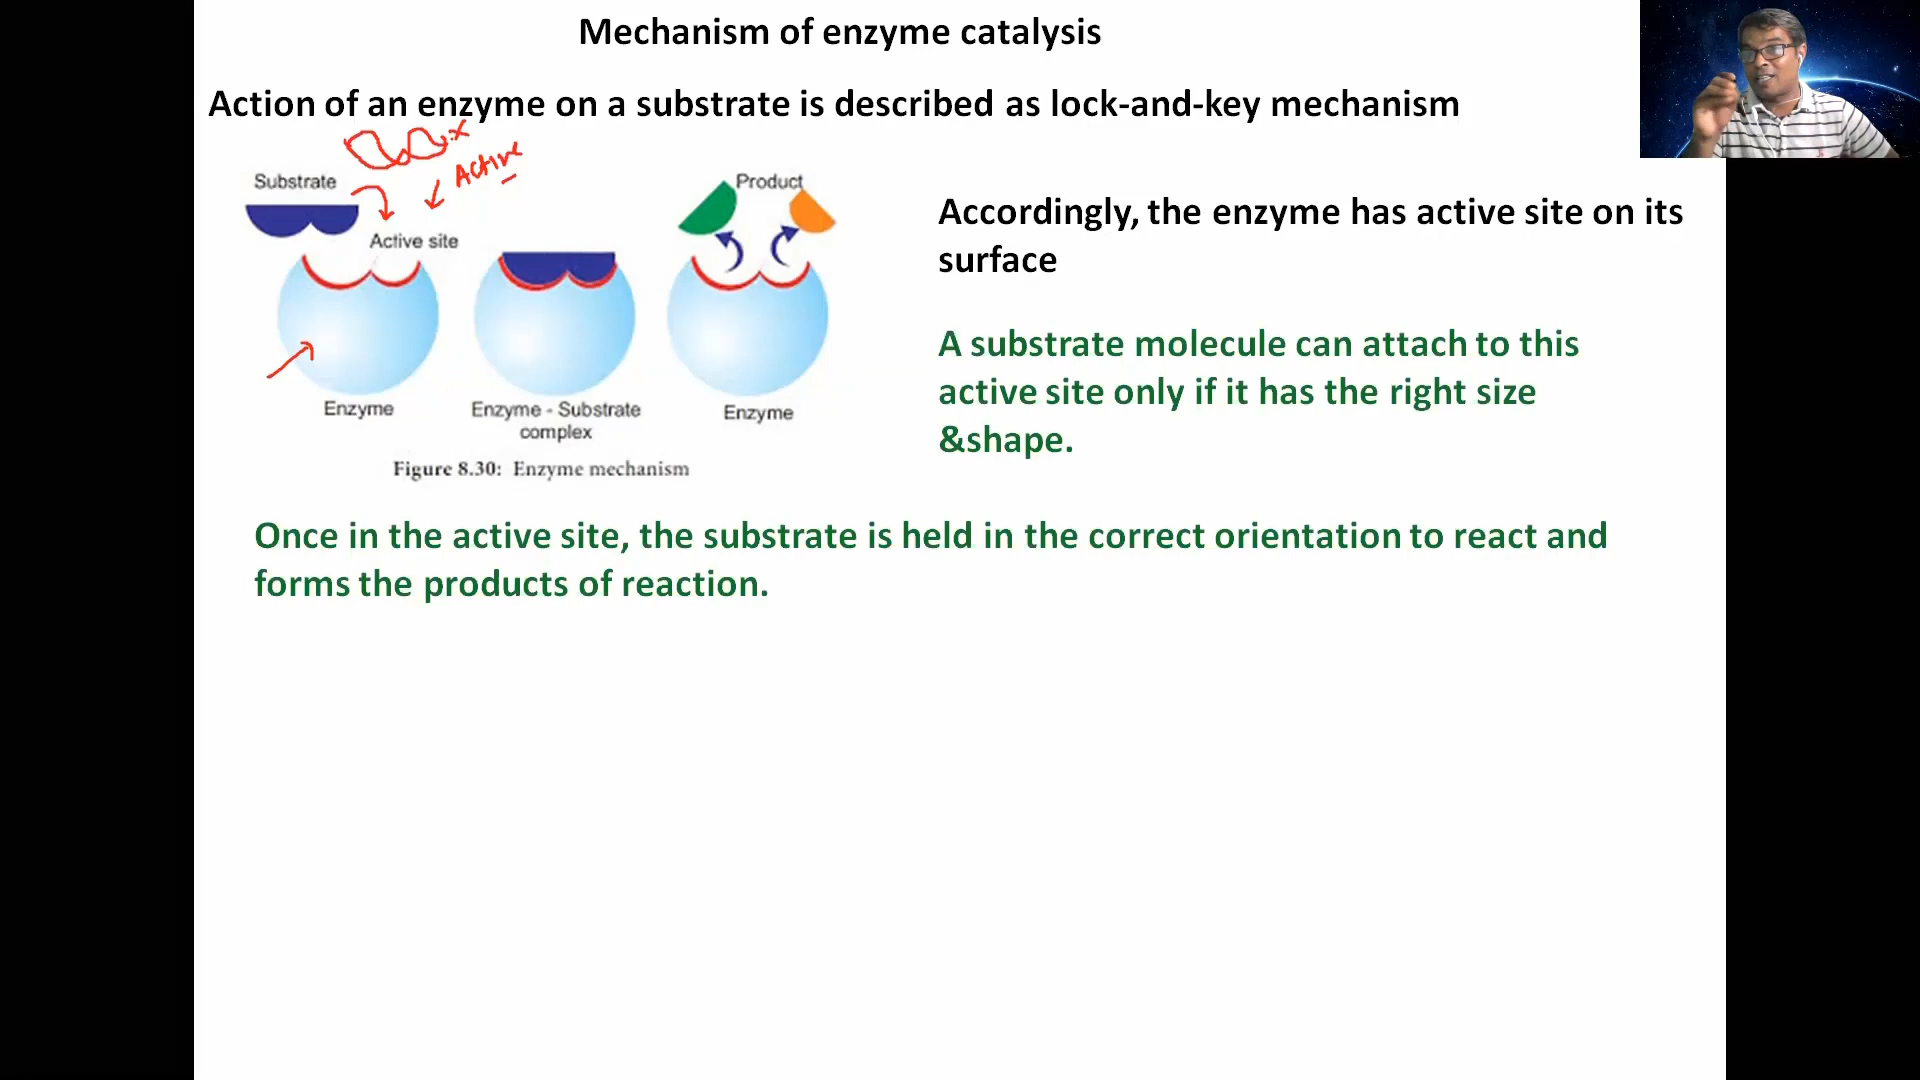 Mechanism of enzyme catalysis
Action of an enzyme on a substrate is described as lock-and-key mechanism
x
Active
Substrate
Active site
Product
Enzyme
Enzyme - Substrate
complex
Enzyme
Figure 8.30: Enzyme mechanism
Accordingly, the enzyme has active site on its
surface
A substrate molecule can attach to this
active site only if it has the right size
&shape.
Once in the active site, the substrate is held in the correct orientation to react and
forms the products of reaction.